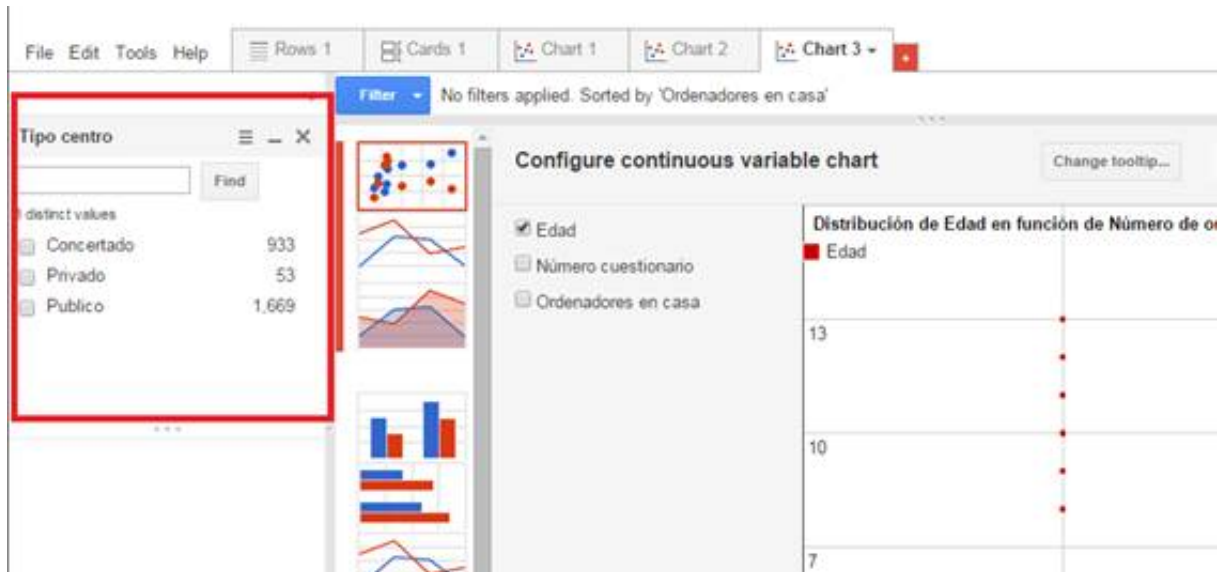 File Edit Tools Help
Rows 1
Cards 1
Chart 1
Chart 2
Chart 3
+
Filter
No filters applied. Sorted by 'Ordenadores en casa'
Tipo centro
Find
distinct values
Concertado 933
Privado 53
Publico 1,669
Configure continuous variable chart
Change tooltip...
Edad
Número cuestionario
Ordenadores en casa
Distribución de Edad en función de Número de
Edad
13
10
7